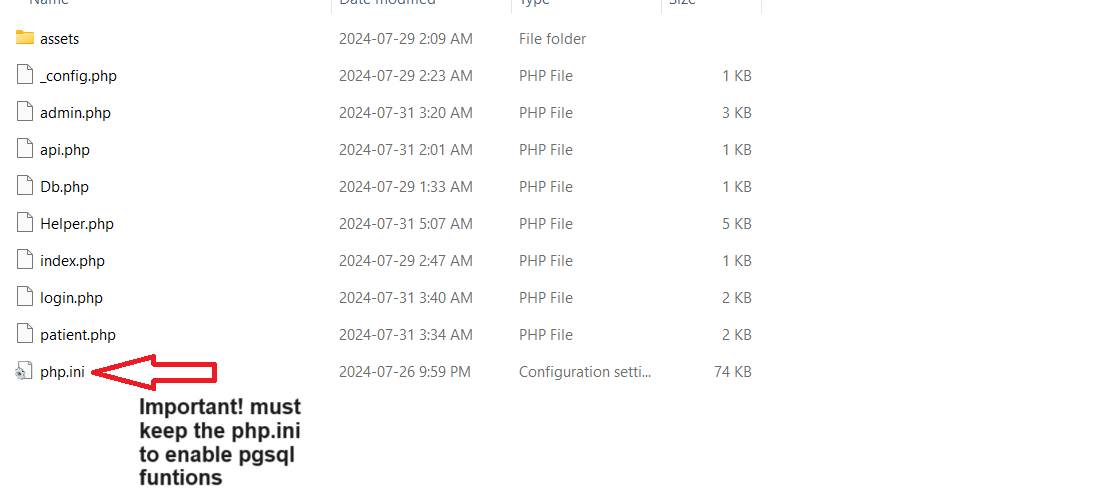 Name Date modified Type Size
assets 2024-07-29 2:09 AM File folder
_config.php 2024-07-29 2:23 AM PHP File 1 KB
admin.php 2024-07-31 3:20 AM PHP File 3 KB
api.php 2024-07-31 2:01 AM PHP File 1 KB
Db.php 2024-07-29 1:33 AM PHP File 1 KB
Helper.php 2024-07-31 5:07 AM PHP File 5 KB
index.php 2024-07-29 2:47 AM PHP File 1 KB
login.php 2024-07-31 3:40 AM PHP File 2 KB
patient.php 2024-07-31 3:34 AM PHP File 2 KB
php.ini 2024-07-26 9:59 PM Configuration setti... 74 KB
Important! must
keep the php.ini
to enable pgsql
funtions